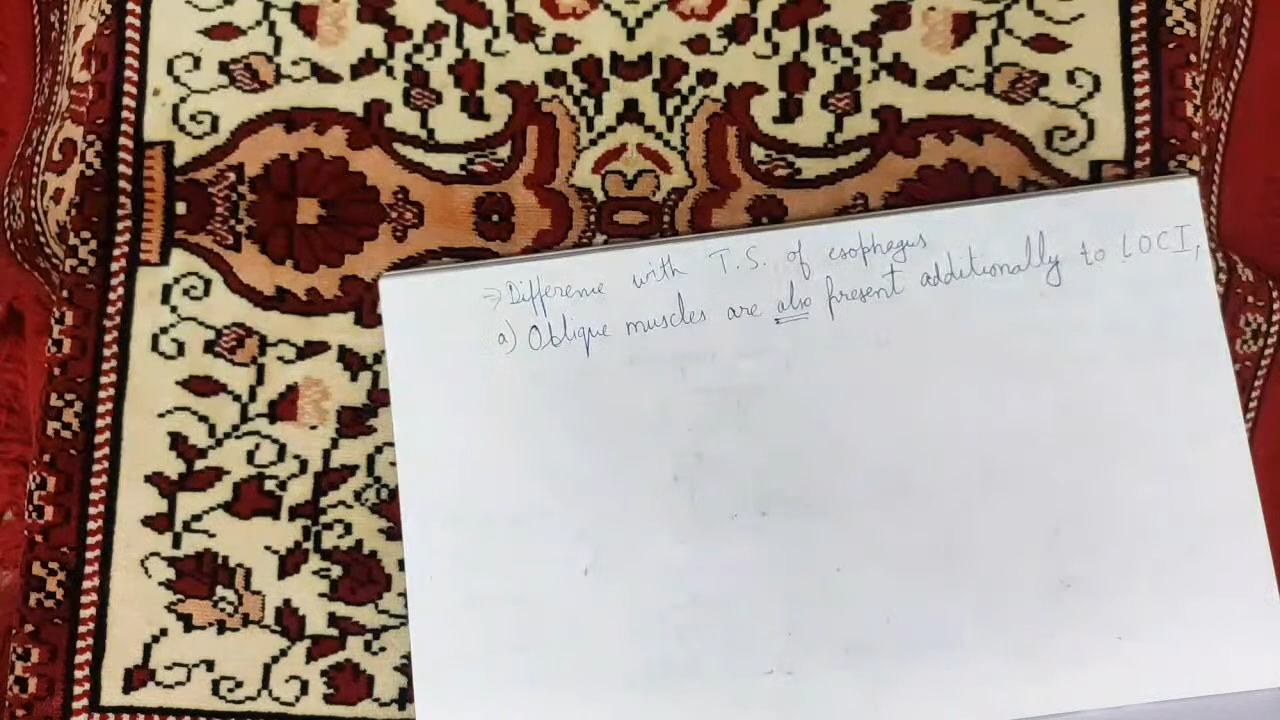 ⇒ Difference with T.S. of esophagus
a) Oblique muscles are also present additionally to LOCI,